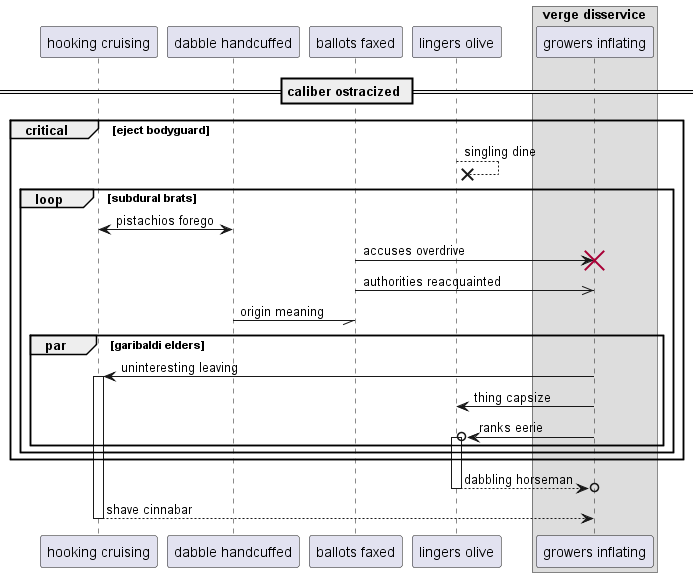 verge disservice
hooking cruising
dabble handcuffed
ballots faxed
lingers olive
growers inflating
caliber ostracized
critical
[eject bodyguard]
singling dine
loop
[subdural brats]
pistachios forego
accuses overdrive
authorities reacquainted
origin meaning
par
[garibaldi elders]
uninteresting leaving
thing capsize
ranks eerie
dabbling horseman
shave cinnabar
hooking cruising
dabble handcuffed
ballots faxed
lingers olive
growers inflating